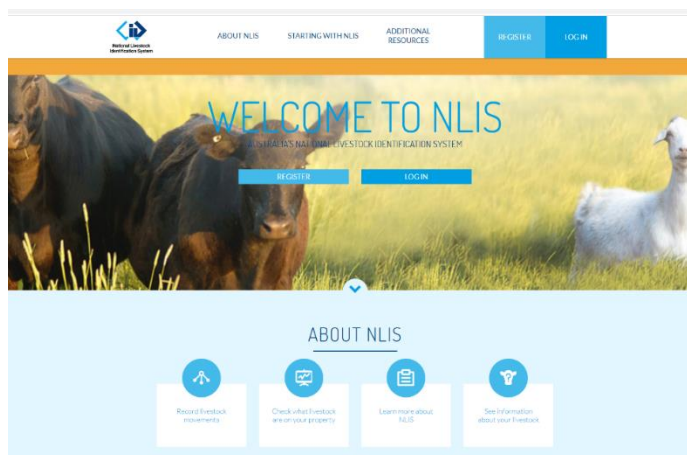 National Livestock
Identification System
ABOUT NLIS
STARTING WITH NLIS
ADDITIONAL
RESOURCES
REGISTER
LOG IN
WELCOME TO NLIS
AUSTRALIA'S NATIONAL LIVESTOCK IDENTIFICATION SYSTEM
REGISTER
LOG IN
ABOUT NLIS
Record livestock
movements
Check what livestock
are on your property
Learn more about
NLIS
See information
about your livestock